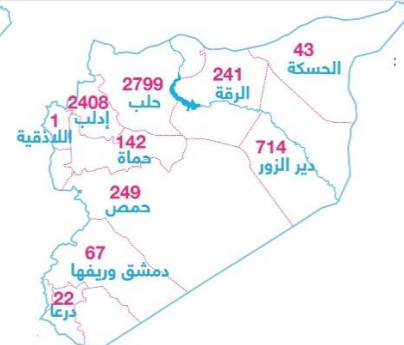 43
الحسكة
241
الرقة
2799
حلب
2408
إدلب
1
اللاذقية
142
حماة
714
دير الزور
249
حمص
67
دمشق وريفها
22
درعا
: